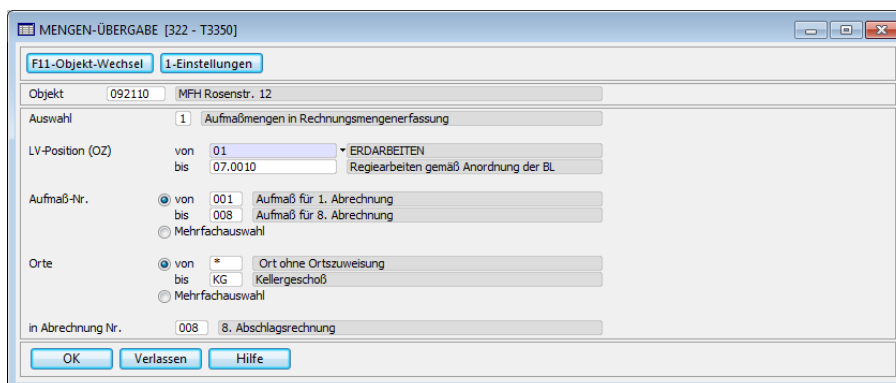 MENGEN-ÜBERGABE [322 - T3350]
F11-Objekt-Wechsel 1-Einstellungen
Objekt 092110 MFH Rosenstr. 12
Auswahl 1 Aufmaßmengen in Rechnungsmengenerfassung
LV-Position (OZ) von 01 ERDARBEITEN
bis 07.0010 Regiearbeiten gemäß Anordnung der BL
Aufmaß-Nr. von 001 Aufmaß für 1. Abrechnung
bis 008 Aufmaß für 8. Abrechnung
Mehrfachauswahl
Orte von * Ort ohne Ortszuweisung
bis KG Kellergeschoß
Mehrfachauswahl
in Abrechnung Nr. 008 8. Abschlagsrechnung
OK Verlassen Hilfe